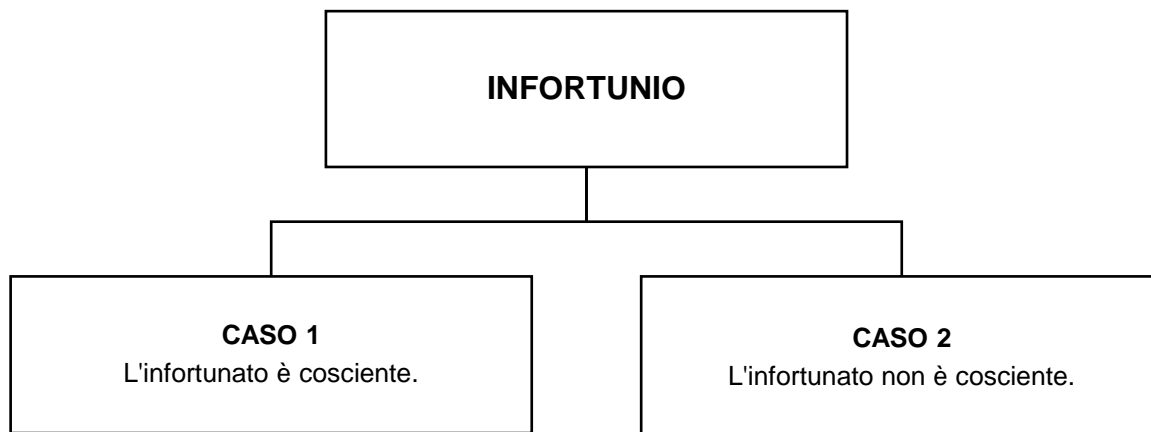 INFORTUNIO
CASO 1
L'infortunato è cosciente.
CASO 2
L'infortunato non è cosciente.